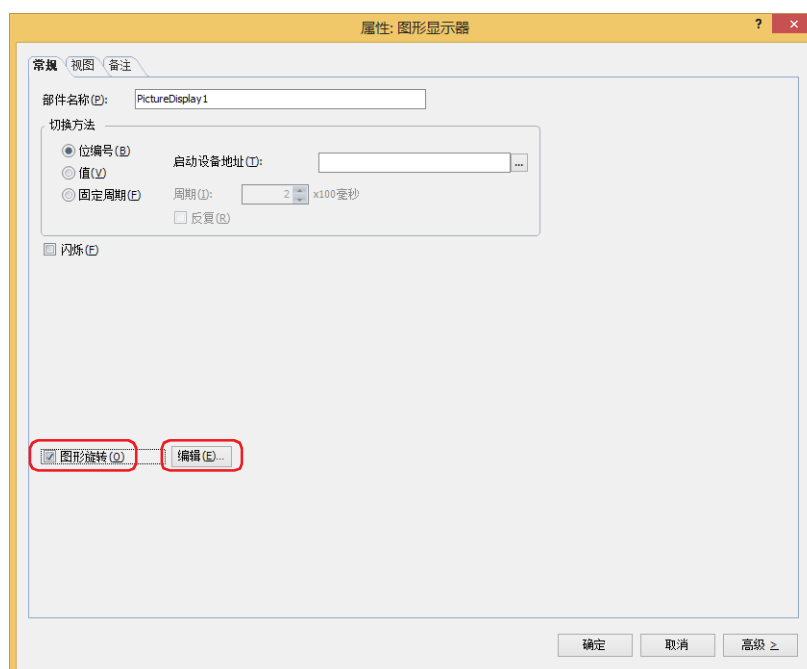 属性: 图形显示器
? ×
常规 视图 备注
部件名称(P): PictureDisplay1
切换方法
位编号(B)
启动设备地址(T): ...
值(V)
固定周期(F) 周期(I): 2 x100毫秒
反复(R)
闪烁(F)
图形旋转(O) 编辑(E)...
确定 取消 高级 ≥